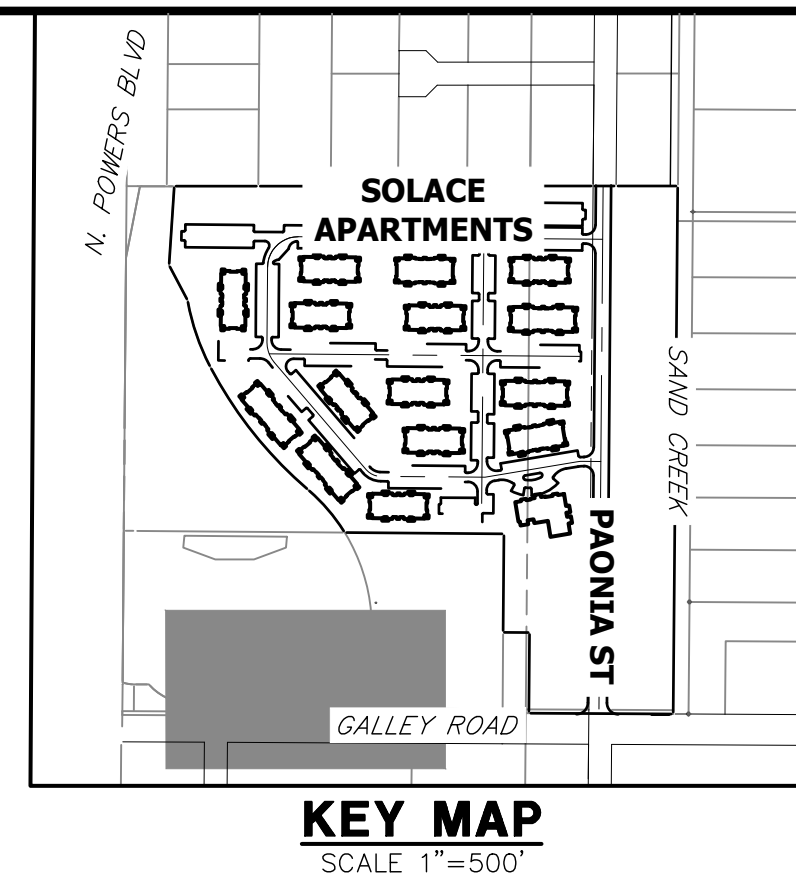 N. POWERS BLVD
SOLACE
APARTMENTS
SAND CREEK
PAONIA ST
GALLEY ROAD
KEY MAP
SCALE 1"=500'